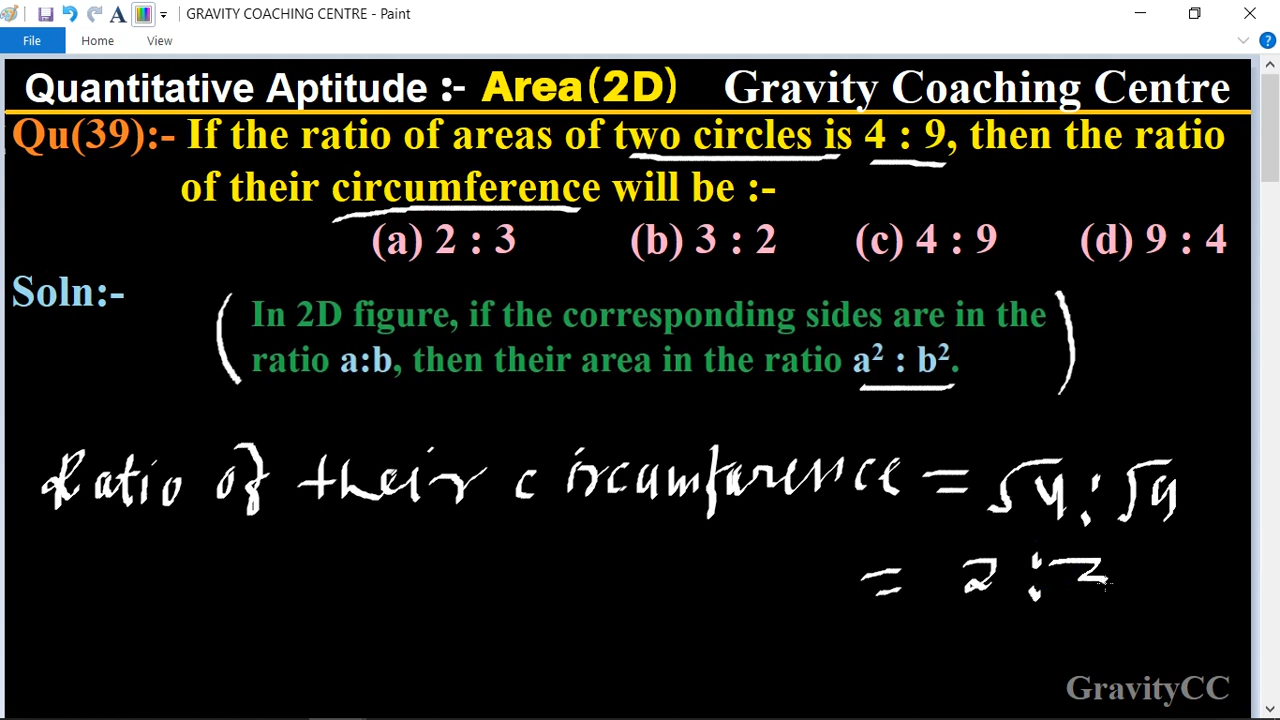 GRAVITY COACHING CENTRE - Paint
File Home View
Quantitative Aptitude :- Area(2D) Gravity Coaching Centre
Qu(39):- If the ratio of areas of two circles is 4 : 9, then the ratio
of their circumference will be :-
(a) 2 : 3 (b) 3 : 2 (c) 4 : 9 (d) 9 : 4
Soln:-
In 2D figure, if the corresponding sides are in the
ratio a:b, then their area in the ratio a² : b².
Ratio of their circumference = √4 : √9
= 2 : 3
GravityCC